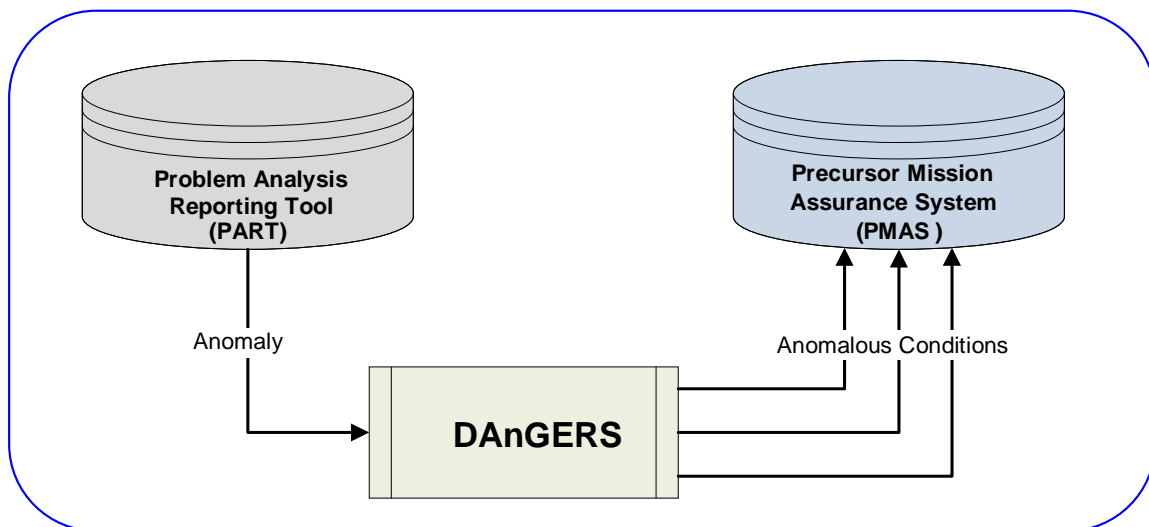 Problem Analysis
Reporting Tool
(PART)
Precursor Mission
Assurance System
(PMAS )
Anomaly
Anomalous Conditions
DAnGERS